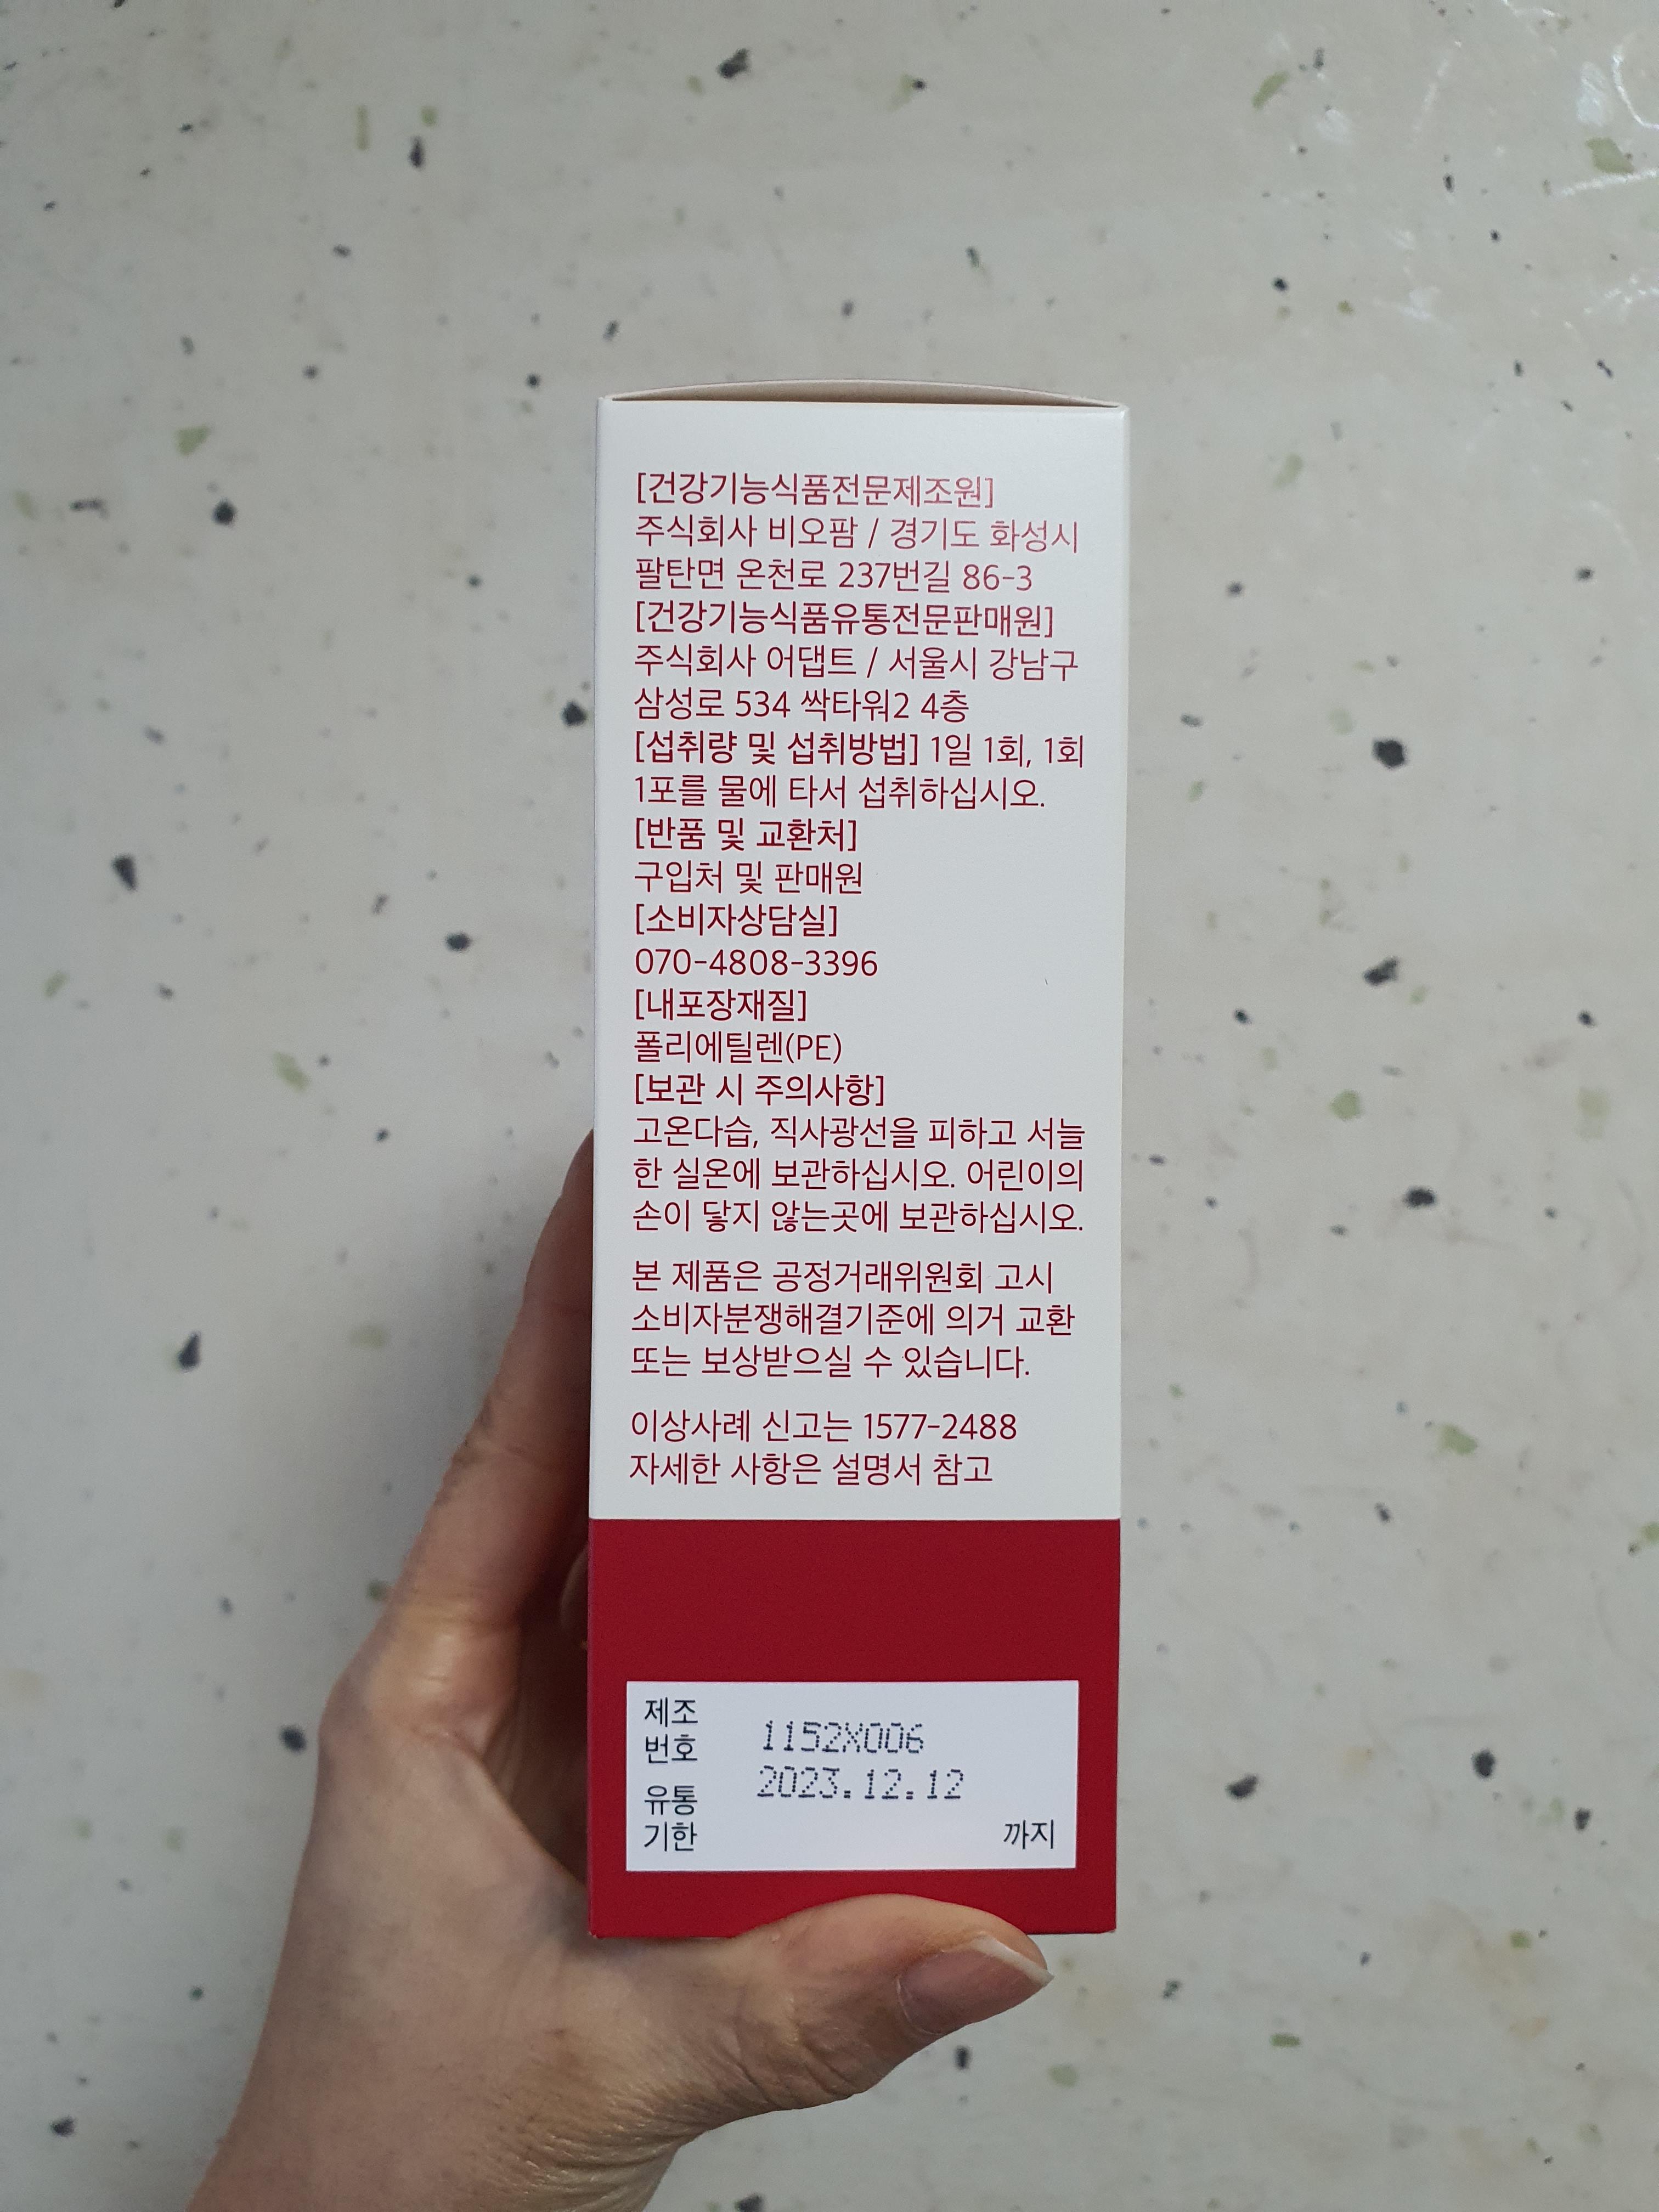 [건강기능식품전문제조원]
주식회사 비오팜 / 경기도 화성시
팔탄면 온천로 237번길 86-3
[건강기능식품유통전문판매원]
주식회사 어댑트 / 서울시 강남구
삼성로 534 싹타워2 4층
[섭취량 및 섭취방법] 1일 1회, 1회
1포를 물에 타서 섭취하십시오.
[반품 및 교환처]
구입처 및 판매원
[소비자상담실]
070-4808-3396
[내포장재질]
폴리에틸렌(PE)
[보관 시 주의사항]
고온다습, 직사광선을 피하고 서늘
한 실온에 보관하십시오. 어린이의
손이 닿지 않는곳에 보관하십시오.
본 제품은 공정거래위원회 고시
소비자분쟁해결기준에 의거 교환
또는 보상받으실 수 있습니다.
이상사례 신고는 1577-2488
자세한 사항은 설명서 참고
제조
번호
1152X006
유통
기한
2023.12.12
까지